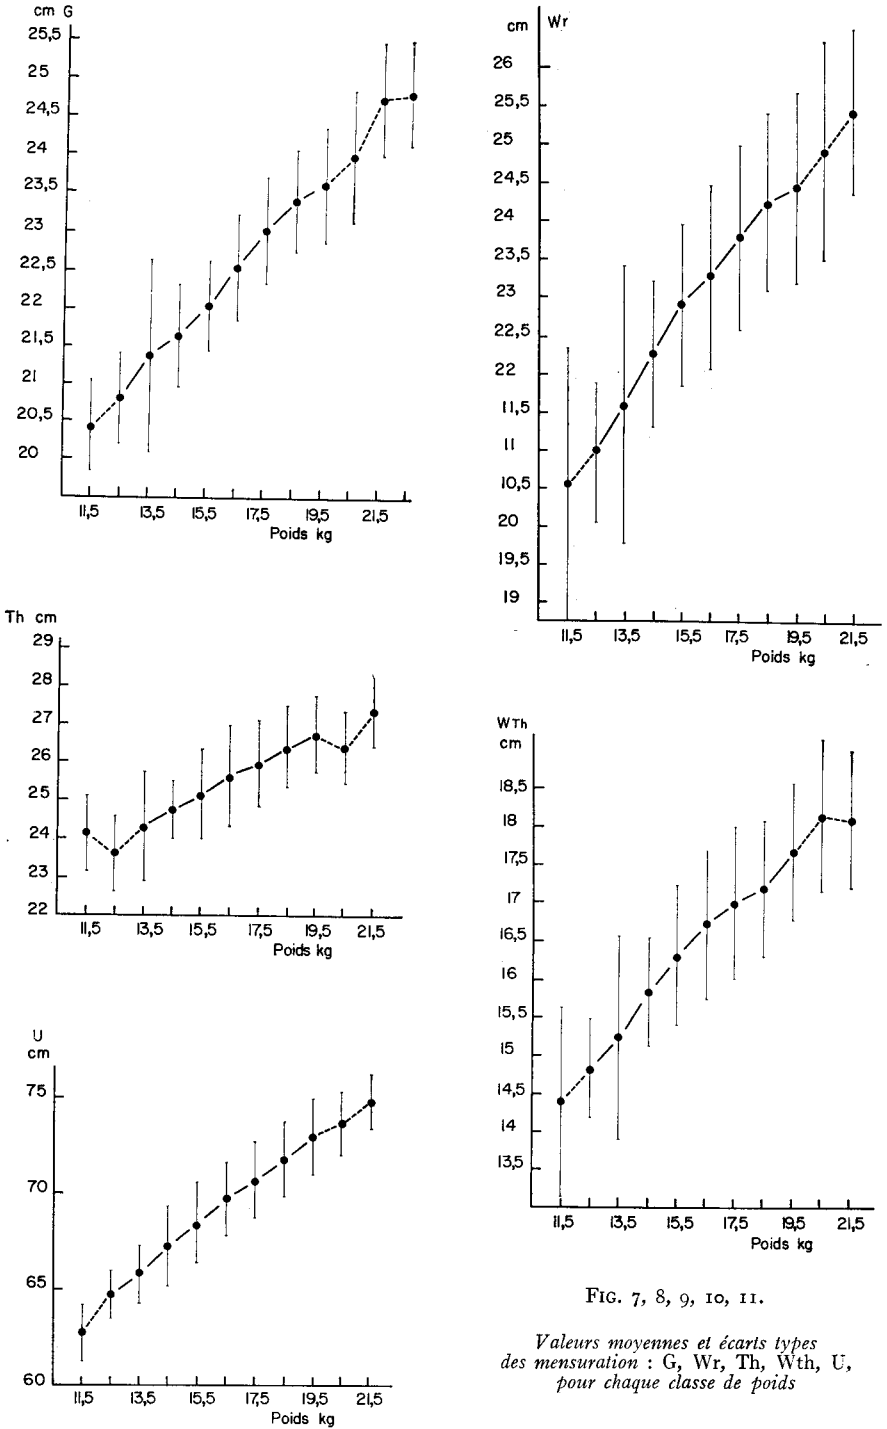 cm G
25,5
25
24,5
24
23,5
23
22,5
22
21,5
21
20,5
20
11,5 13,5 15,5 17,5 19,5 21,5
Poids kg
cm Wr
26
25,5
25
24,5
24
23,5
23
22,5
22
11,5
11
10,5
20
19,5
19
11,5 13,5 15,5 17,5 19,5 21,5
Poids kg
Th cm
29
28
27
26
25
24
23
22
11,5 13,5 15,5 17,5 19,5 21,5
Poids kg
WTh
cm
18,5
18
17,5
17
16,5
16
15,5
15
14,5
14
13,5
11,5 13,5 15,5 17,5 19,5 21,5
Poids kg
U
cm
75
70
65
60
11,5 13,5 15,5 17,5 19,5 21,5
Poids kg
FIG. 7, 8, 9, 10, 11.
Valeurs moyennes et écarts types
des mensuration : G, Wr, Th, Wth, U,
pour chaque classe de poids